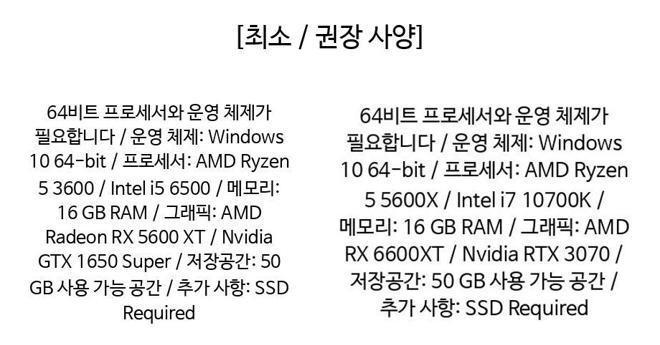 [최소 / 권장 사양]
64비트 프로세서와 운영 체제가
필요합니다 / 운영 체제: Windows
10 64-bit / 프로세서: AMD Ryzen
5 3600 / Intel i5 6500 / 메모리:
16 GB RAM / 그래픽: AMD
Radeon RX 5600 XT / Nvidia
GTX 1650 Super / 저장공간: 50
GB 사용 가능 공간 / 추가 사항: SSD
Required
64비트 프로세서와 운영 체제가
필요합니다 / 운영 체제: Windows
10 64-bit / 프로세서: AMD Ryzen
5 5600X / Intel i7 10700K /
메모리: 16 GB RAM / 그래픽: AMD
RX 6600XT / Nvidia RTX 3070 /
저장공간: 50 GB 사용 가능 공간 /
추가 사항: SSD Required